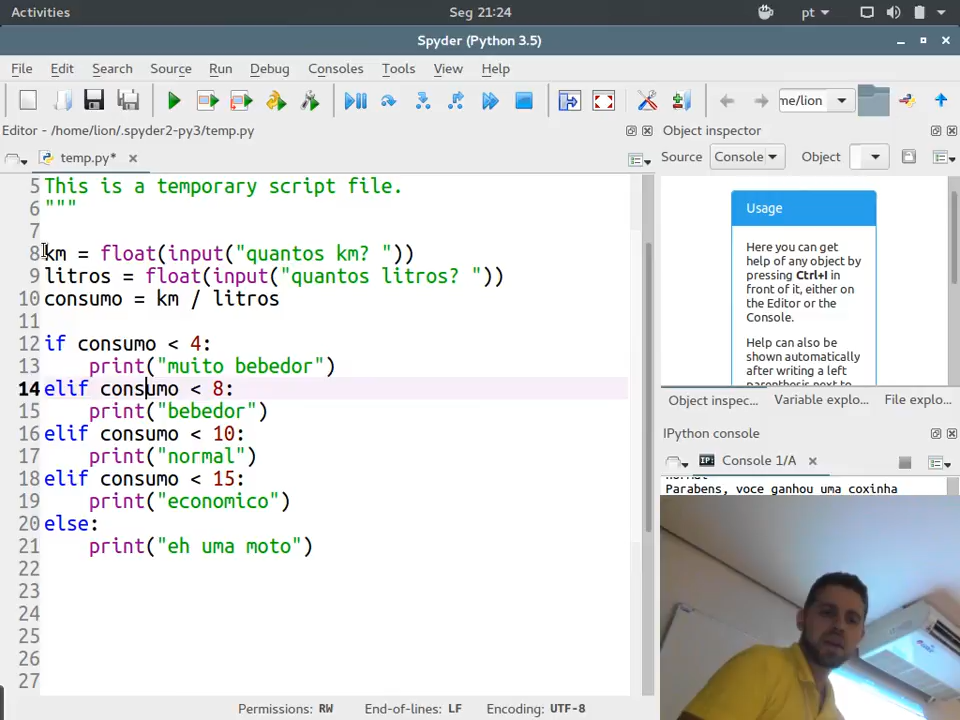 Activities
Seg 21:24
pt
Spyder (Python 3.5)
File Edit Search Source Run Debug Consoles Tools View Help
me/lion
Editor - /home/lion/.spyder2-py3/temp.py
Object inspector
temp.py*
Source Console Object
5 This is a temporary script file.
6 """
7
8 km = float(input("quantos km? "))
9 litros = float(input("quantos litros? "))
10 consumo = km / litros
11
12 if consumo < 4:
13 print("muito bebedor")
14 elif consumo < 8:
15 print("bebedor")
16 elif consumo < 10:
17 print("normal")
18 elif consumo < 15:
19 print("economico")
20 else:
21 print("eh uma moto")
22
23
24
25
26
27
Usage
Here you can get
help of any object by
pressing Ctrl+I in
front of it, either on
the Editor or the
Console.
Help can also be
shown automatically
after writing a left
parenthesis next to
Object inspec... Variable explo... File explo...
IPython console
IP: Console 1/A
normal
Parabens, voce ganhou uma coxinha
Permissions: RW End-of-lines: LF Encoding: UTF-8